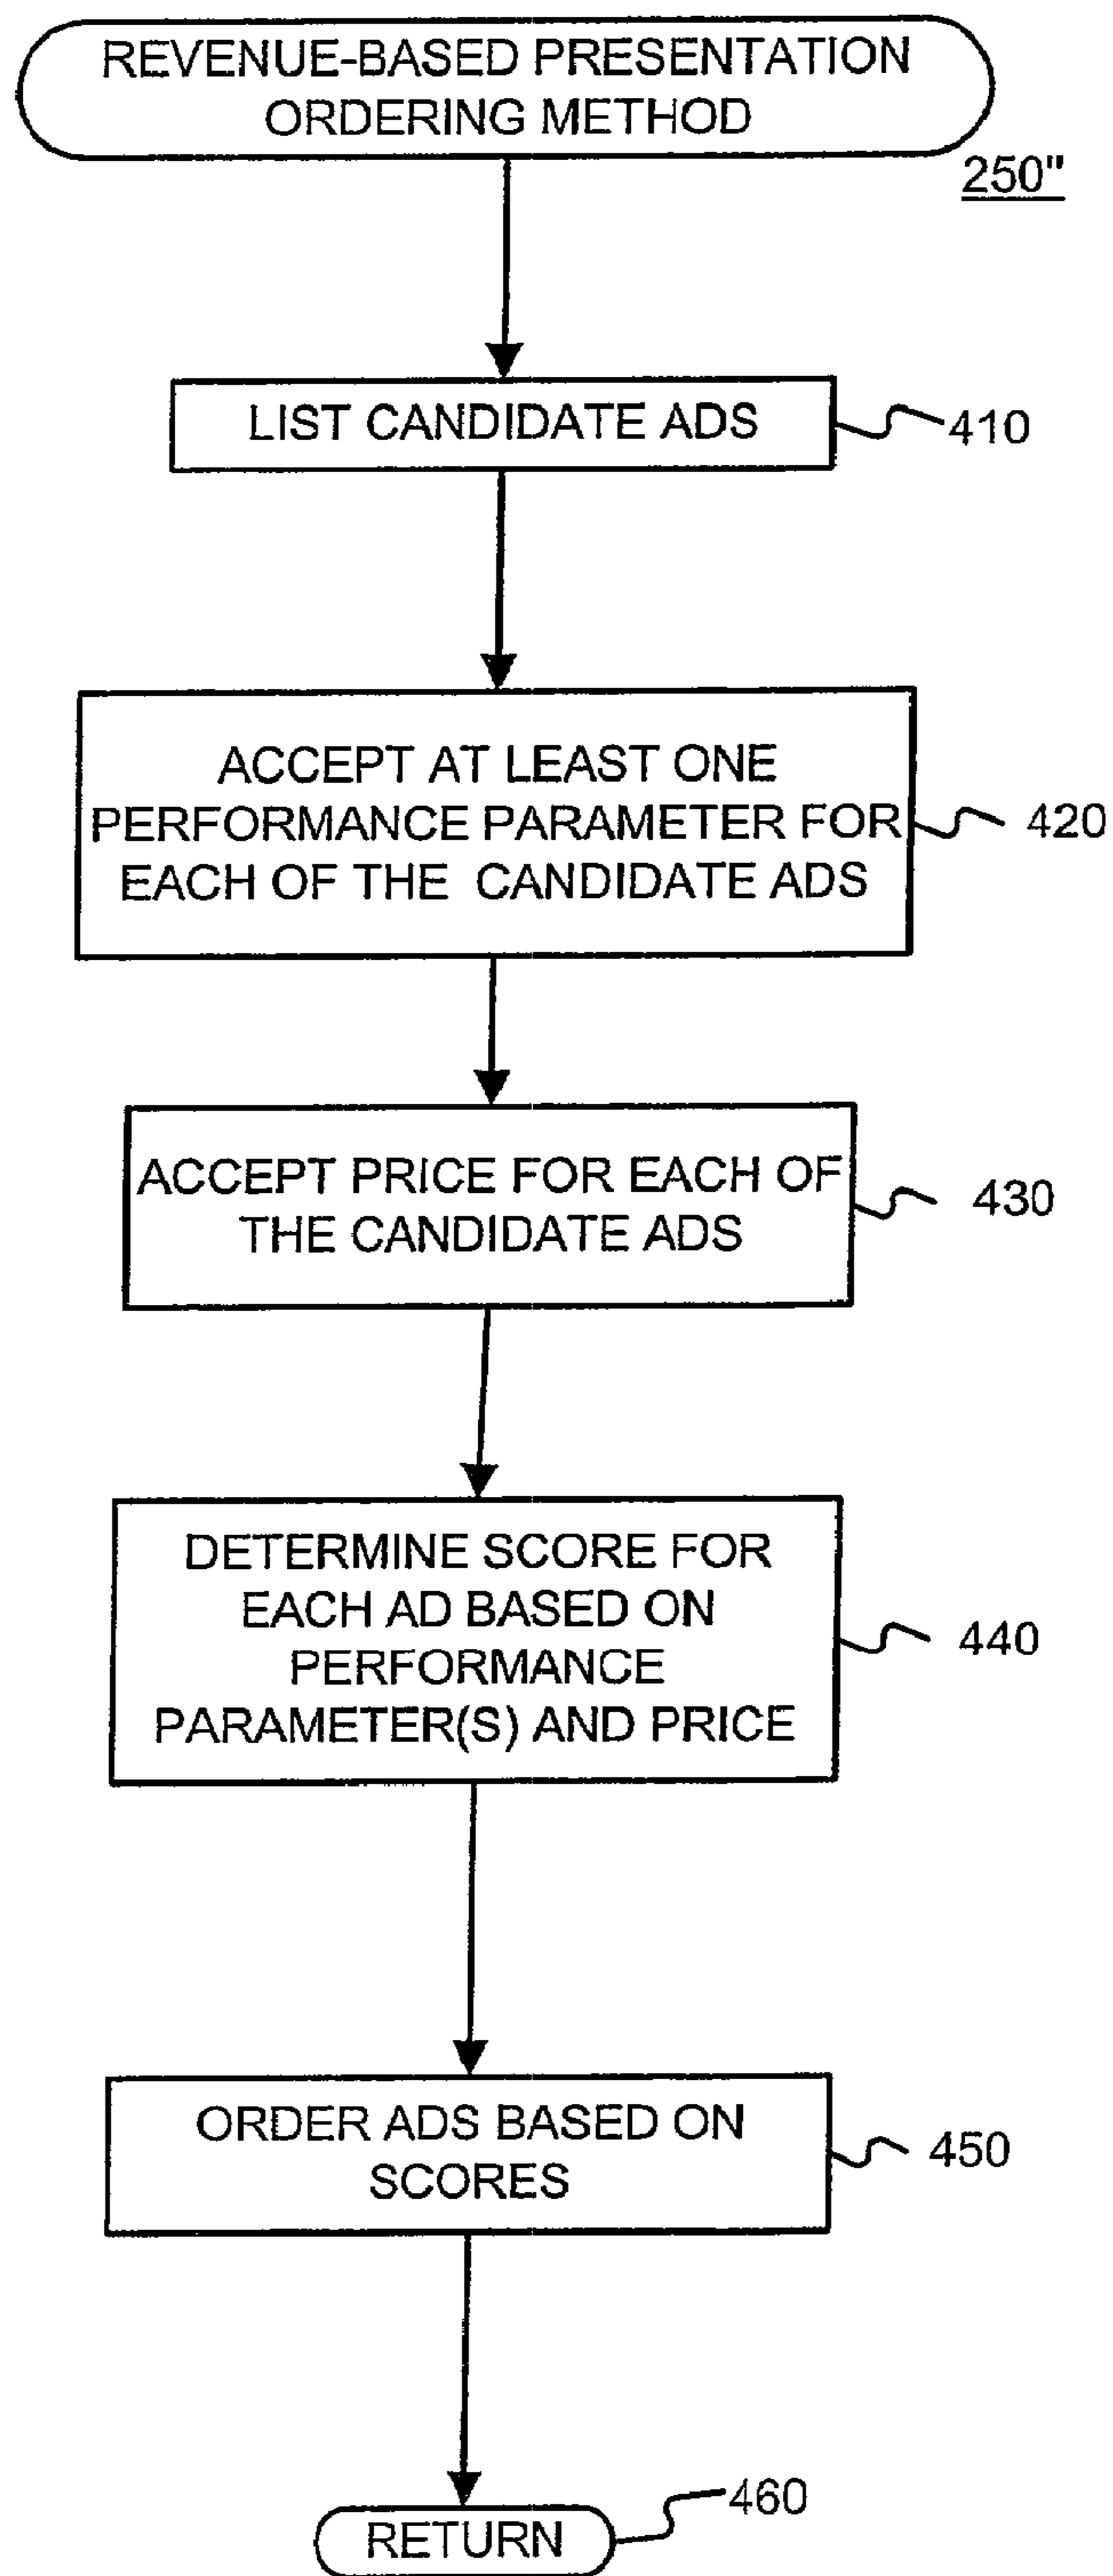 REVENUE-BASED PRESENTATION
ORDERING METHOD
250"
LIST CANDIDATE ADS
410
ACCEPT AT LEAST ONE
PERFORMANCE PARAMETER FOR
EACH OF THE CANDIDATE ADS
420
ACCEPT PRICE FOR EACH OF
THE CANDIDATE ADS
430
DETERMINE SCORE FOR
EACH AD BASED ON
PERFORMANCE
PARAMETER(S) AND PRICE
440
ORDER ADS BASED ON
SCORES
450
RETURN
460